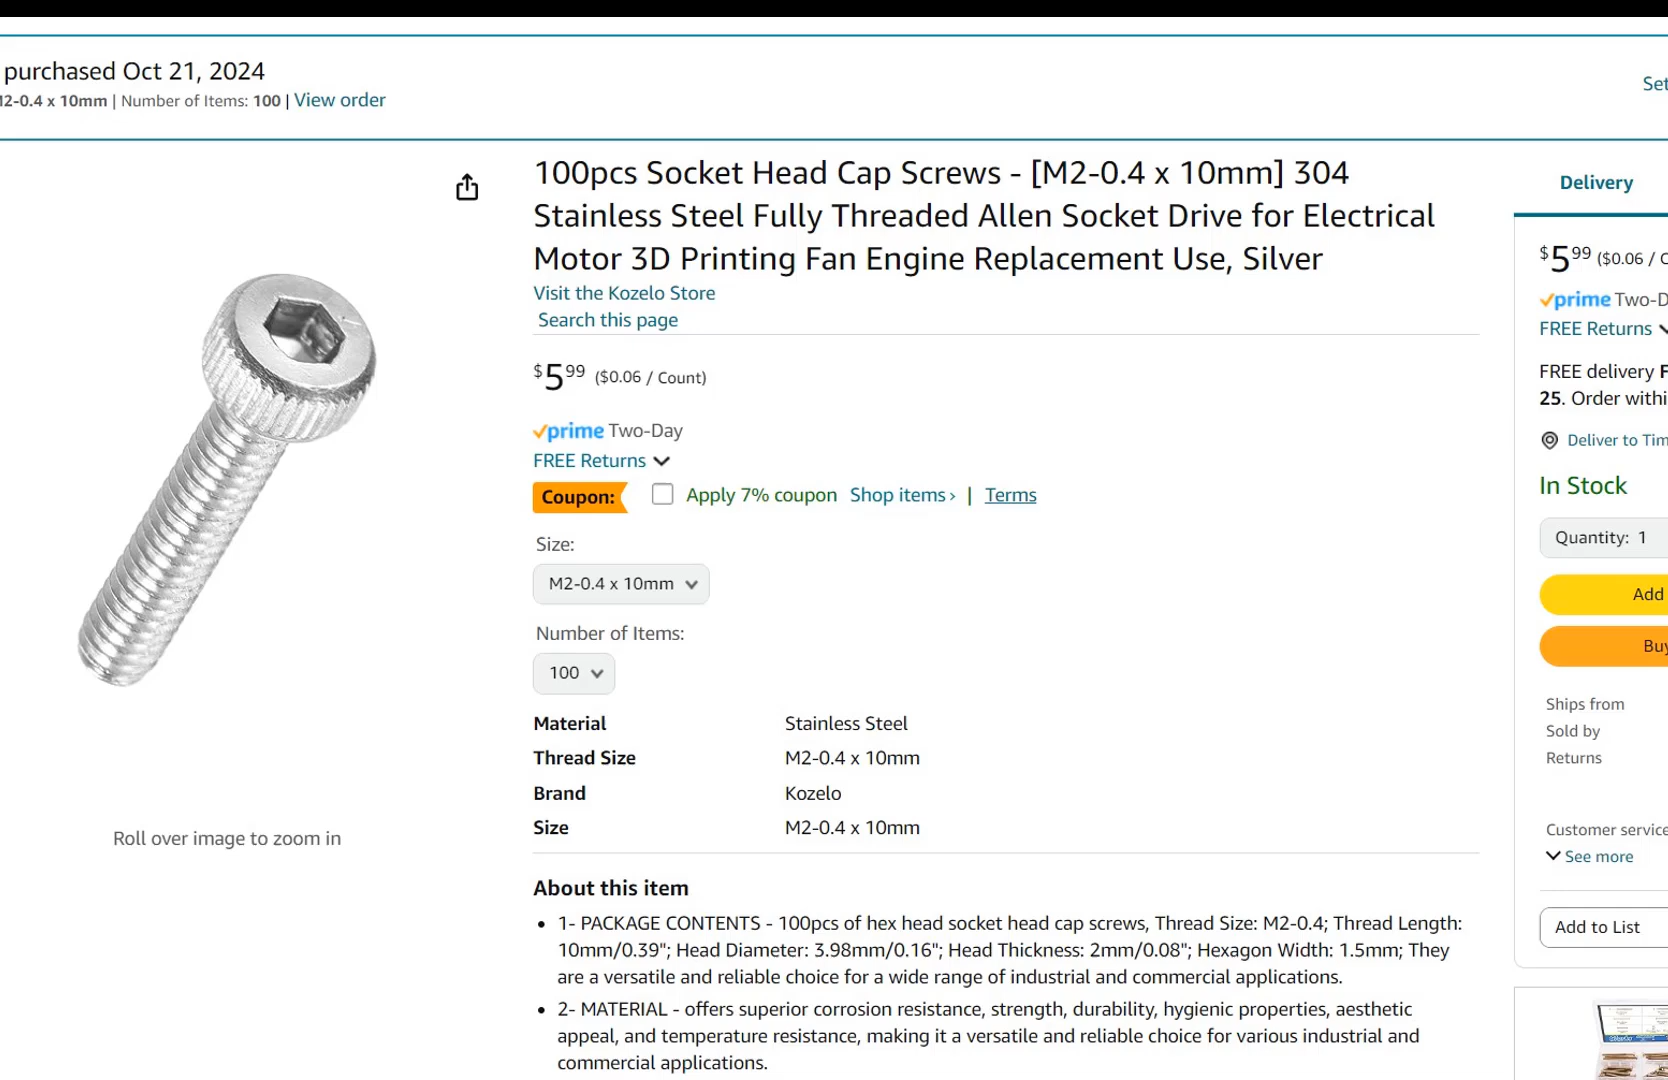 purchased Oct 21, 2024
M2-0.4 x 10mm | Number of Items: 100 | View order
Set
100pcs Socket Head Cap Screws - [M2-0.4 x 10mm] 304
Stainless Steel Fully Threaded Allen Socket Drive for Electrical
Motor 3D Printing Fan Engine Replacement Use, Silver
Visit the Kozelo Store
Search this page
$5.99 ($0.06 / Count)
prime Two-Day
FREE Returns
Coupon: Apply 7% coupon Shop items › | Terms
Size:
M2-0.4 x 10mm
Number of Items:
100
Material Stainless Steel
Thread Size M2-0.4 x 10mm
Brand Kozelo
Size M2-0.4 x 10mm
Roll over image to zoom in
About this item
• 1- PACKAGE CONTENTS - 100pcs of hex head socket head cap screws, Thread Size: M2-0.4; Thread Length:
10mm/0.39"; Head Diameter: 3.98mm/0.16"; Head Thickness: 2mm/0.08"; Hexagon Width: 1.5mm; They
are a versatile and reliable choice for a wide range of industrial and commercial applications.
• 2- MATERIAL - offers superior corrosion resistance, strength, durability, hygienic properties, aesthetic
appeal, and temperature resistance, making it a versatile and reliable choice for various industrial and
commercial applications.
Delivery
$5.99 ($0.06 / C
prime Two-D
FREE Returns
FREE delivery F
25. Order withi
Deliver to Tim
In Stock
Quantity: 1
Add
Buy
Ships from
Sold by
Returns
Customer service
See more
Add to List